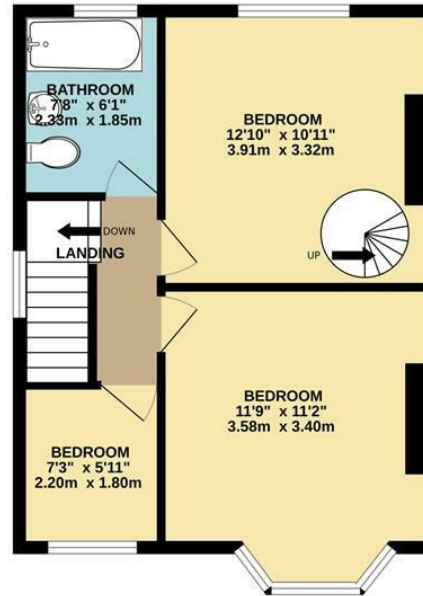 BATHROOM
7'8" x 6'1"
2.33m x 1.85m
BEDROOM
12'10" x 10'11"
3.91m x 3.32m
DOWN
LANDING
UP
BEDROOM
11'9" x 11'2"
3.58m x 3.40m
BEDROOM
7'3" x 5'11"
2.20m x 1.80m